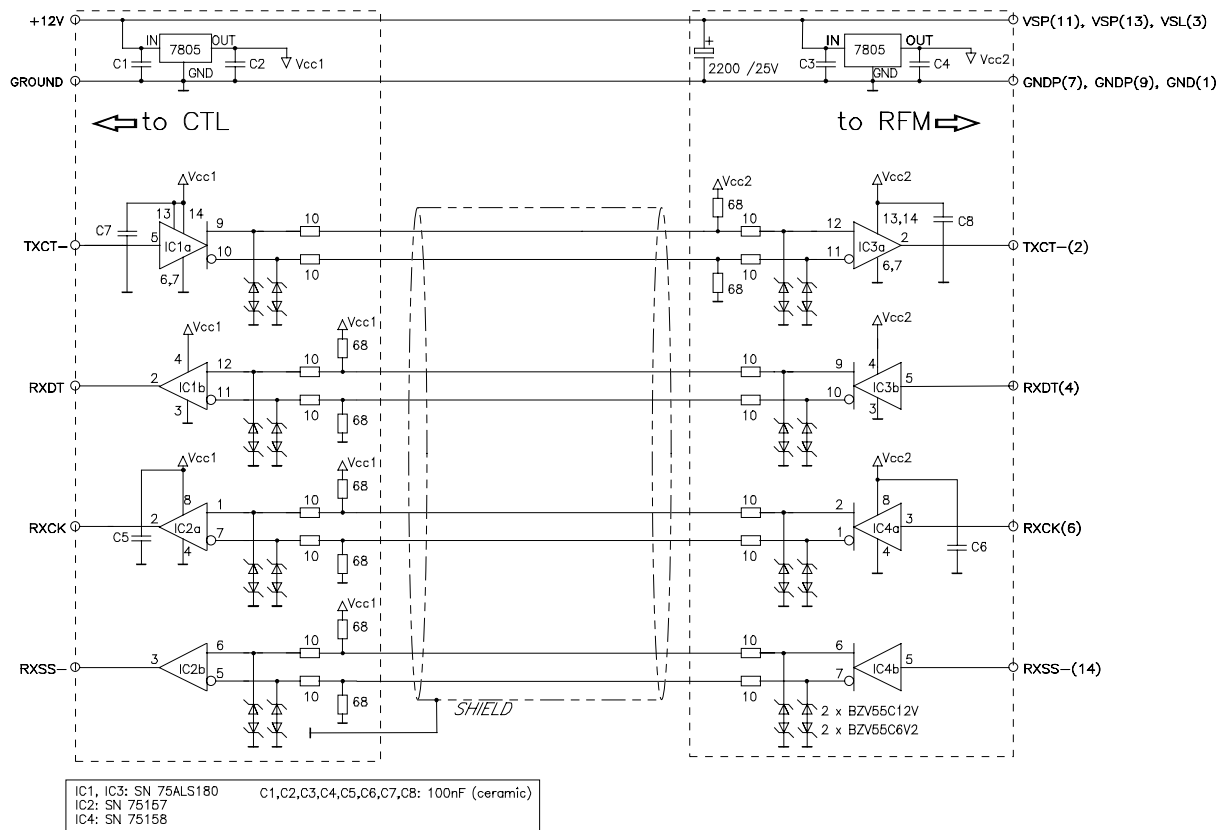 +12V
VSP(11), VSP(13), VSL(3)
IN 7805 OUT
C1 GND C2 Vcc1
+
2200 /25V
IN 7805 OUT
C3 GND C4 Vcc2
GROUND
GNDP(7), GNDP(9), GND(1)
to CTL
to RFM
Vcc1
Vcc2
Vcc2
C7 13 14
68
13,14 C8
9 10 10 12
TXCT- 5 IC1a
IC3a 2 TXCT-(2)
10 10 10 11
6,7
68
6,7
Vcc1
Vcc1
Vcc2
4
68
4
12 10 10 9
RXDT 2 IC1b
IC3b 5 RXDT(4)
11 10 10 10
3
68
3
Vcc1
Vcc1
Vcc2
8
68
8
1 10 10 2
RXCK 2 IC2a
IC4a 3 RXCK(6)
7 10 10 1
C5 4
68
4 C6
Vcc1
68
6 10 10 6
RXSS- 3 IC2b
IC4b 5 RXSS-(14)
5 10 10 7
68
SHIELD
2 x BZV55C12V
2 x BZV55C6V2
IC1, IC3: SN 75ALS180 C1,C2,C3,C4,C5,C6,C7,C8: 100nF (ceramic)
IC2: SN 75157
IC4: SN 75158